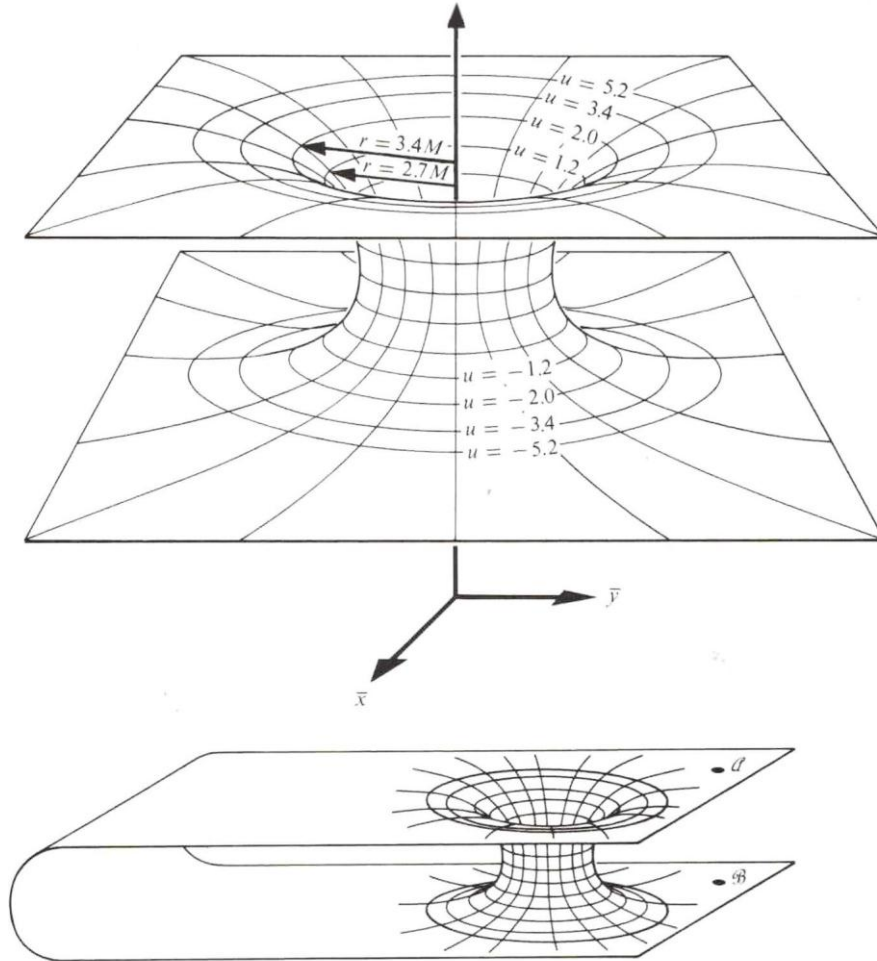 u = 5.2
u = 3.4
u = 2.0
u = 1.2
r = 3.4M
r = 2.7M
u = −1.2
u = −2.0
u = −3.4
u = −5.2
y̅
x̅
𝒜
ℬ